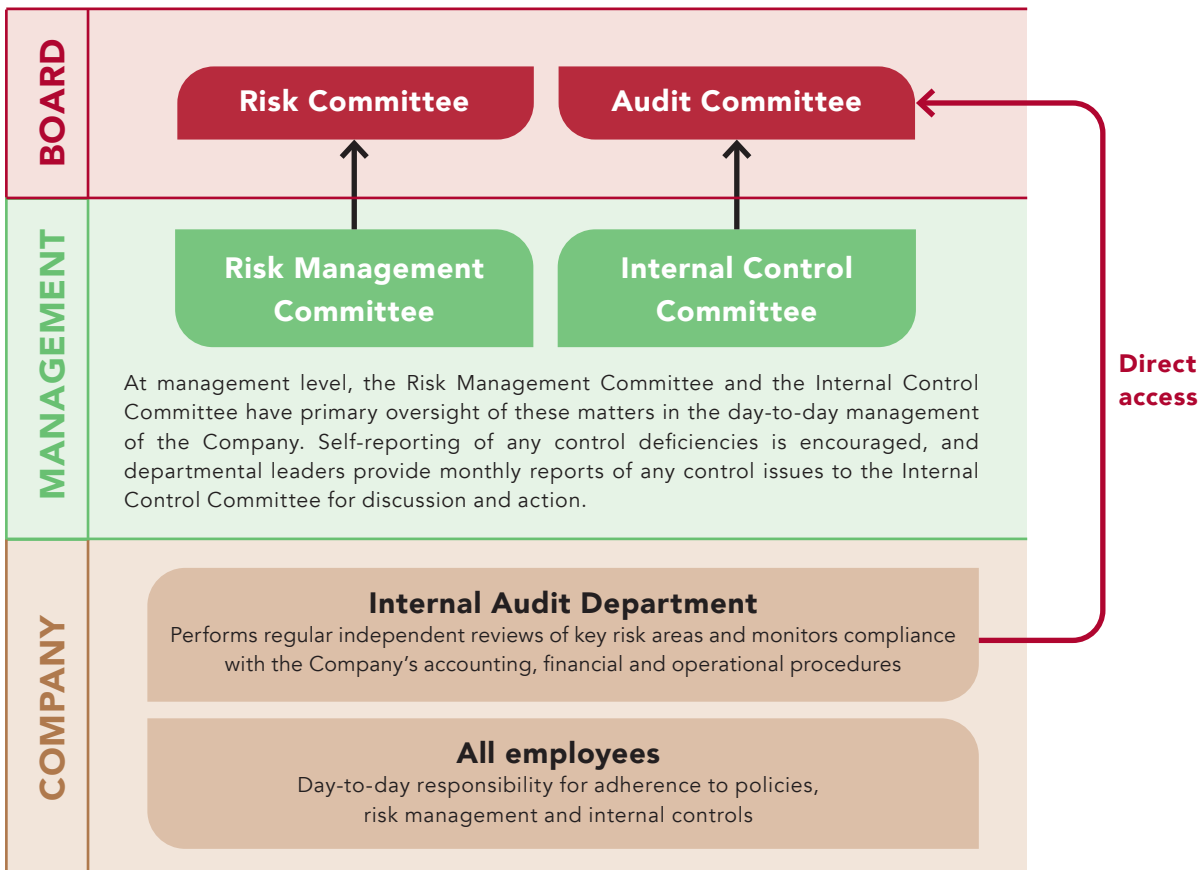 BOARD
Risk Committee
Audit Committee
MANAGEMENT
Risk Management
Committee
Internal Control
Committee
At management level, the Risk Management Committee and the Internal Control
Committee have primary oversight of these matters in the day-to-day management
of the Company. Self-reporting of any control deficiencies is encouraged, and
departmental leaders provide monthly reports of any control issues to the Internal
Control Committee for discussion and action.
Direct
access
COMPANY
Internal Audit Department
Performs regular independent reviews of key risk areas and monitors compliance
with the Company’s accounting, financial and operational procedures
All employees
Day-to-day responsibility for adherence to policies,
risk management and internal controls